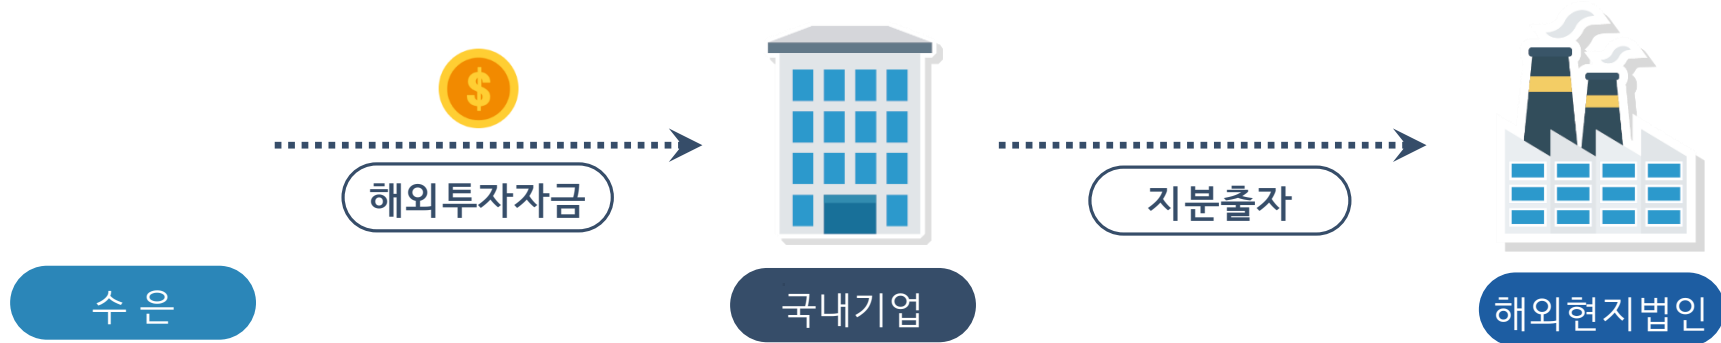 $
해외투자자금
지분출자
수 은
국내기업
해외현지법인